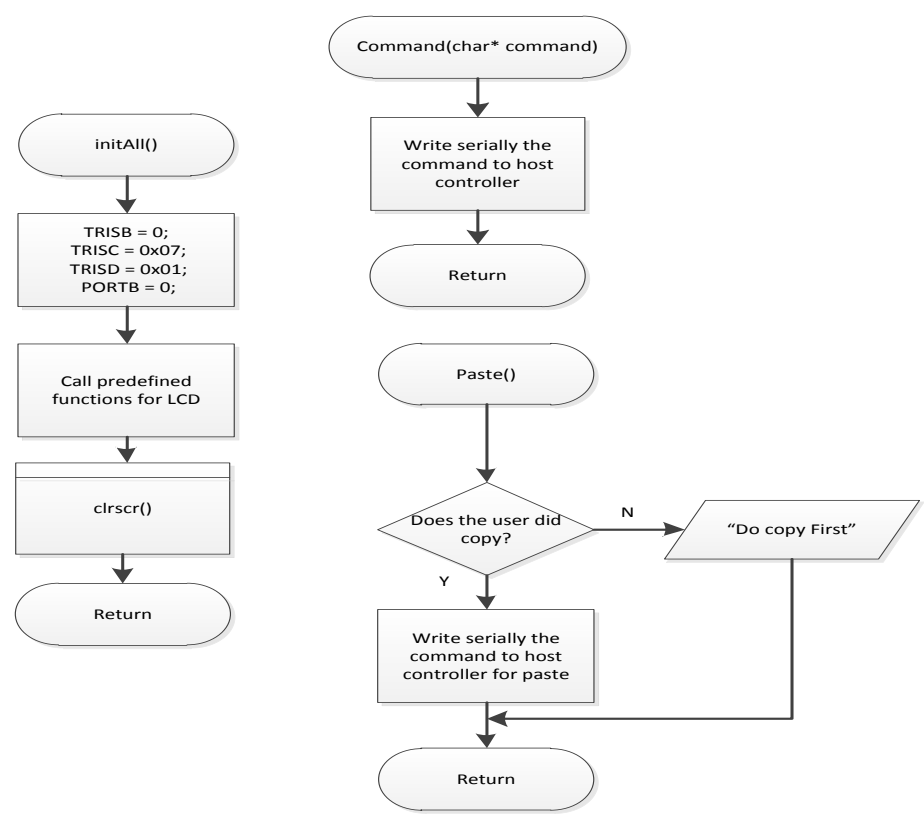 initAll()
TRISB = 0;
TRISC = 0x07;
TRISD = 0x01;
PORTB = 0;
Call predefined
functions for LCD
clrscr()
Return
Command(char* command)
Write serially the
command to host
controller
Return
Paste()
Does the user did
copy?
N
“Do copy First”
Y
Write serially the
command to host
controller for paste
Return